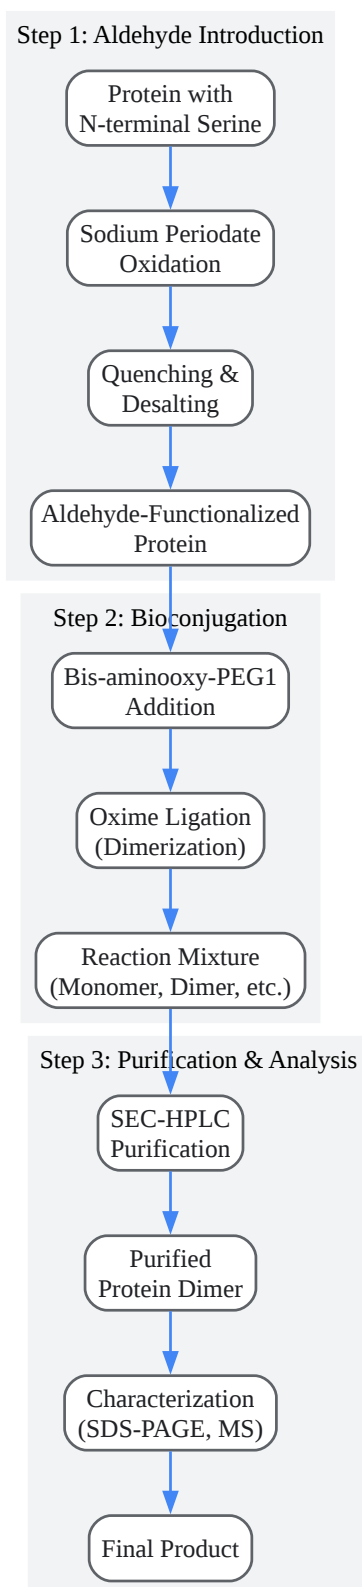 Step 1: Aldehyde Introduction
Protein with
N-terminal Serine
Sodium Periodate
Oxidation
Quenching &
Desalting
Aldehyde-Functionalized
Protein
Step 2: Bioconjugation
Bis-aminooxy-PEG1
Addition
Oxime Ligation
(Dimerization)
Reaction Mixture
(Monomer, Dimer, etc.)
Step 3: Purification & Analysis
SEC-HPLC
Purification
Purified
Protein Dimer
Characterization
(SDS-PAGE, MS)
Final Product